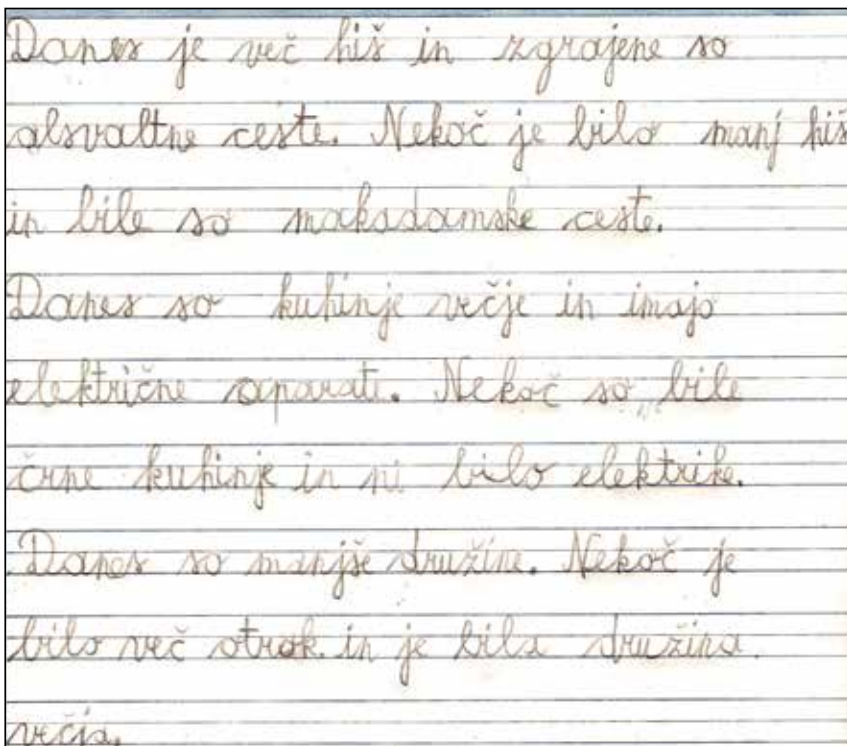 Danes je več hiš in zgrajene so
alsvaltne ceste. Nekoč je bilo manj hiš
in bile so makadamske ceste.
Danes so kuhinje večje in imajo
električne aparate. Nekoč so bile
črne kuhinje in ni bilo elektrike.
Danes so manjše družine. Nekoč je
bilo več otrok in je bila družina
večja.